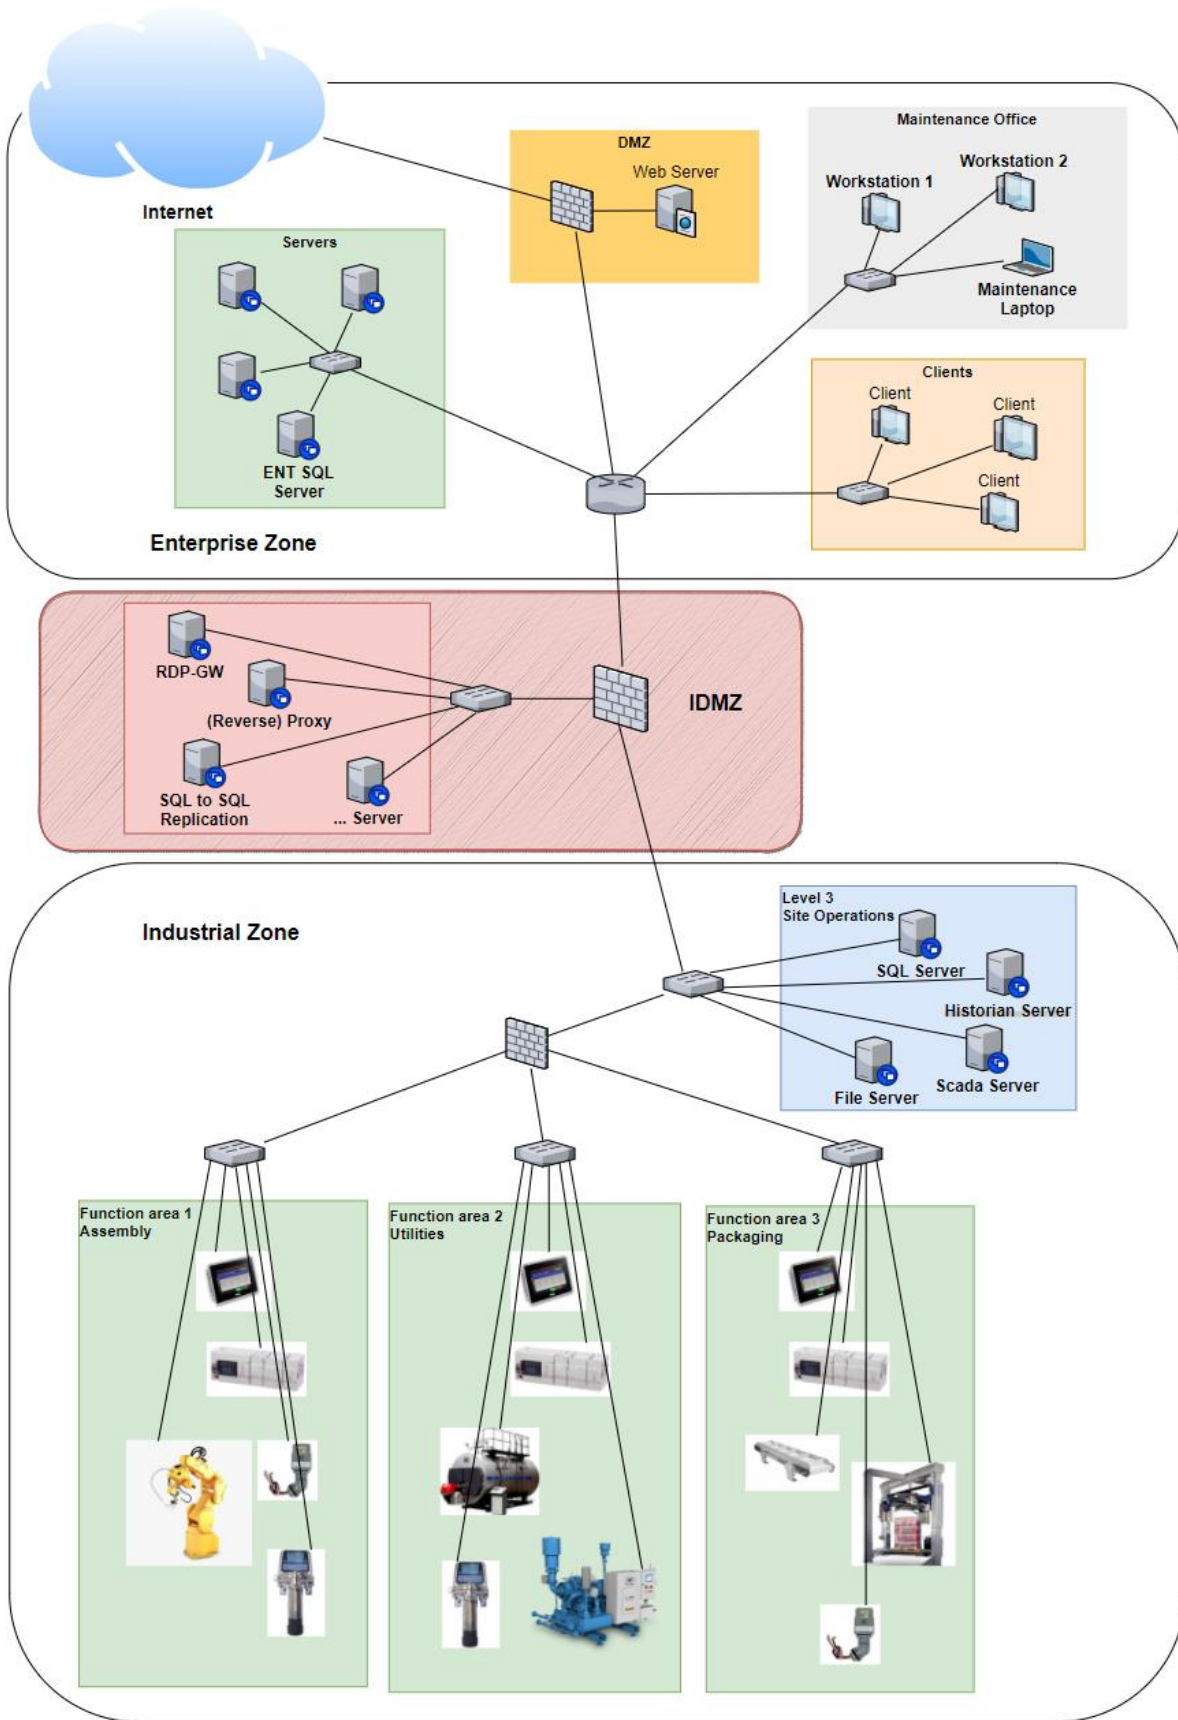 Internet
DMZ
Web Server
Maintenance Office
Workstation 1
Workstation 2
Maintenance
Laptop
Servers
ENT SQL
Server
Clients
Client
Client
Client
Enterprise Zone
RDP-GW
(Reverse) Proxy
SQL to SQL
Replication
... Server
IDMZ
Industrial Zone
Level 3
Site Operations
SQL Server
Historian Server
Scada Server
File Server
Function area 1
Assembly
Function area 2
Utilities
Function area 3
Packaging